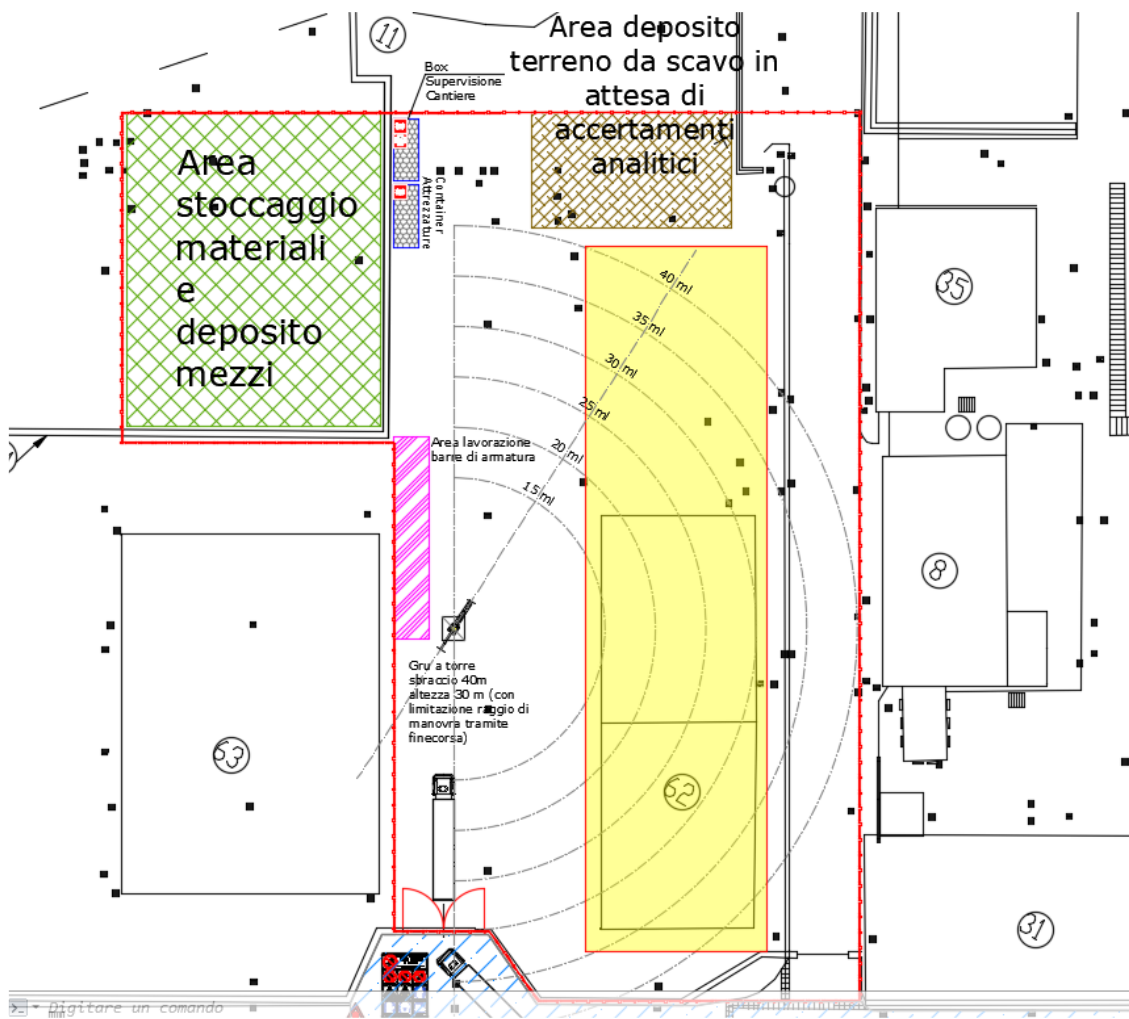 11
Area deposito
terreno da scavo in
attesa di
accertamenti
analitici
Box
Supervisione
Cantiere
Area
stoccaggio
materiali
e
deposito
mezzi
Container
Attrezzature
35
40 ml
35 ml
30 ml
25 ml
20 ml
15 ml
Area lavorazione
barre di armatura
8
Gru a torre
sbraccio 40m
altezza 30 m (con
limitazione raggio di
manovra tramite
finecorsa)
63
62
31
Digitare un comando